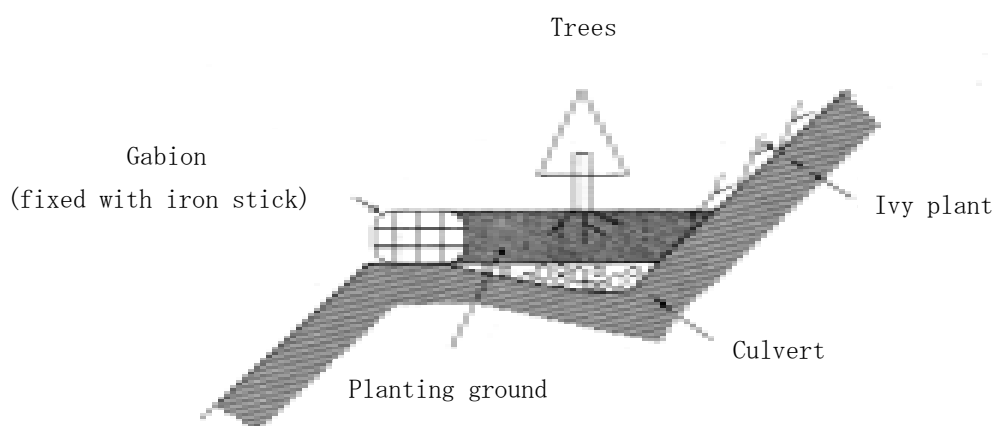 Trees
Gabion
(fixed with iron stick)
Ivy plant
Culvert
Planting ground